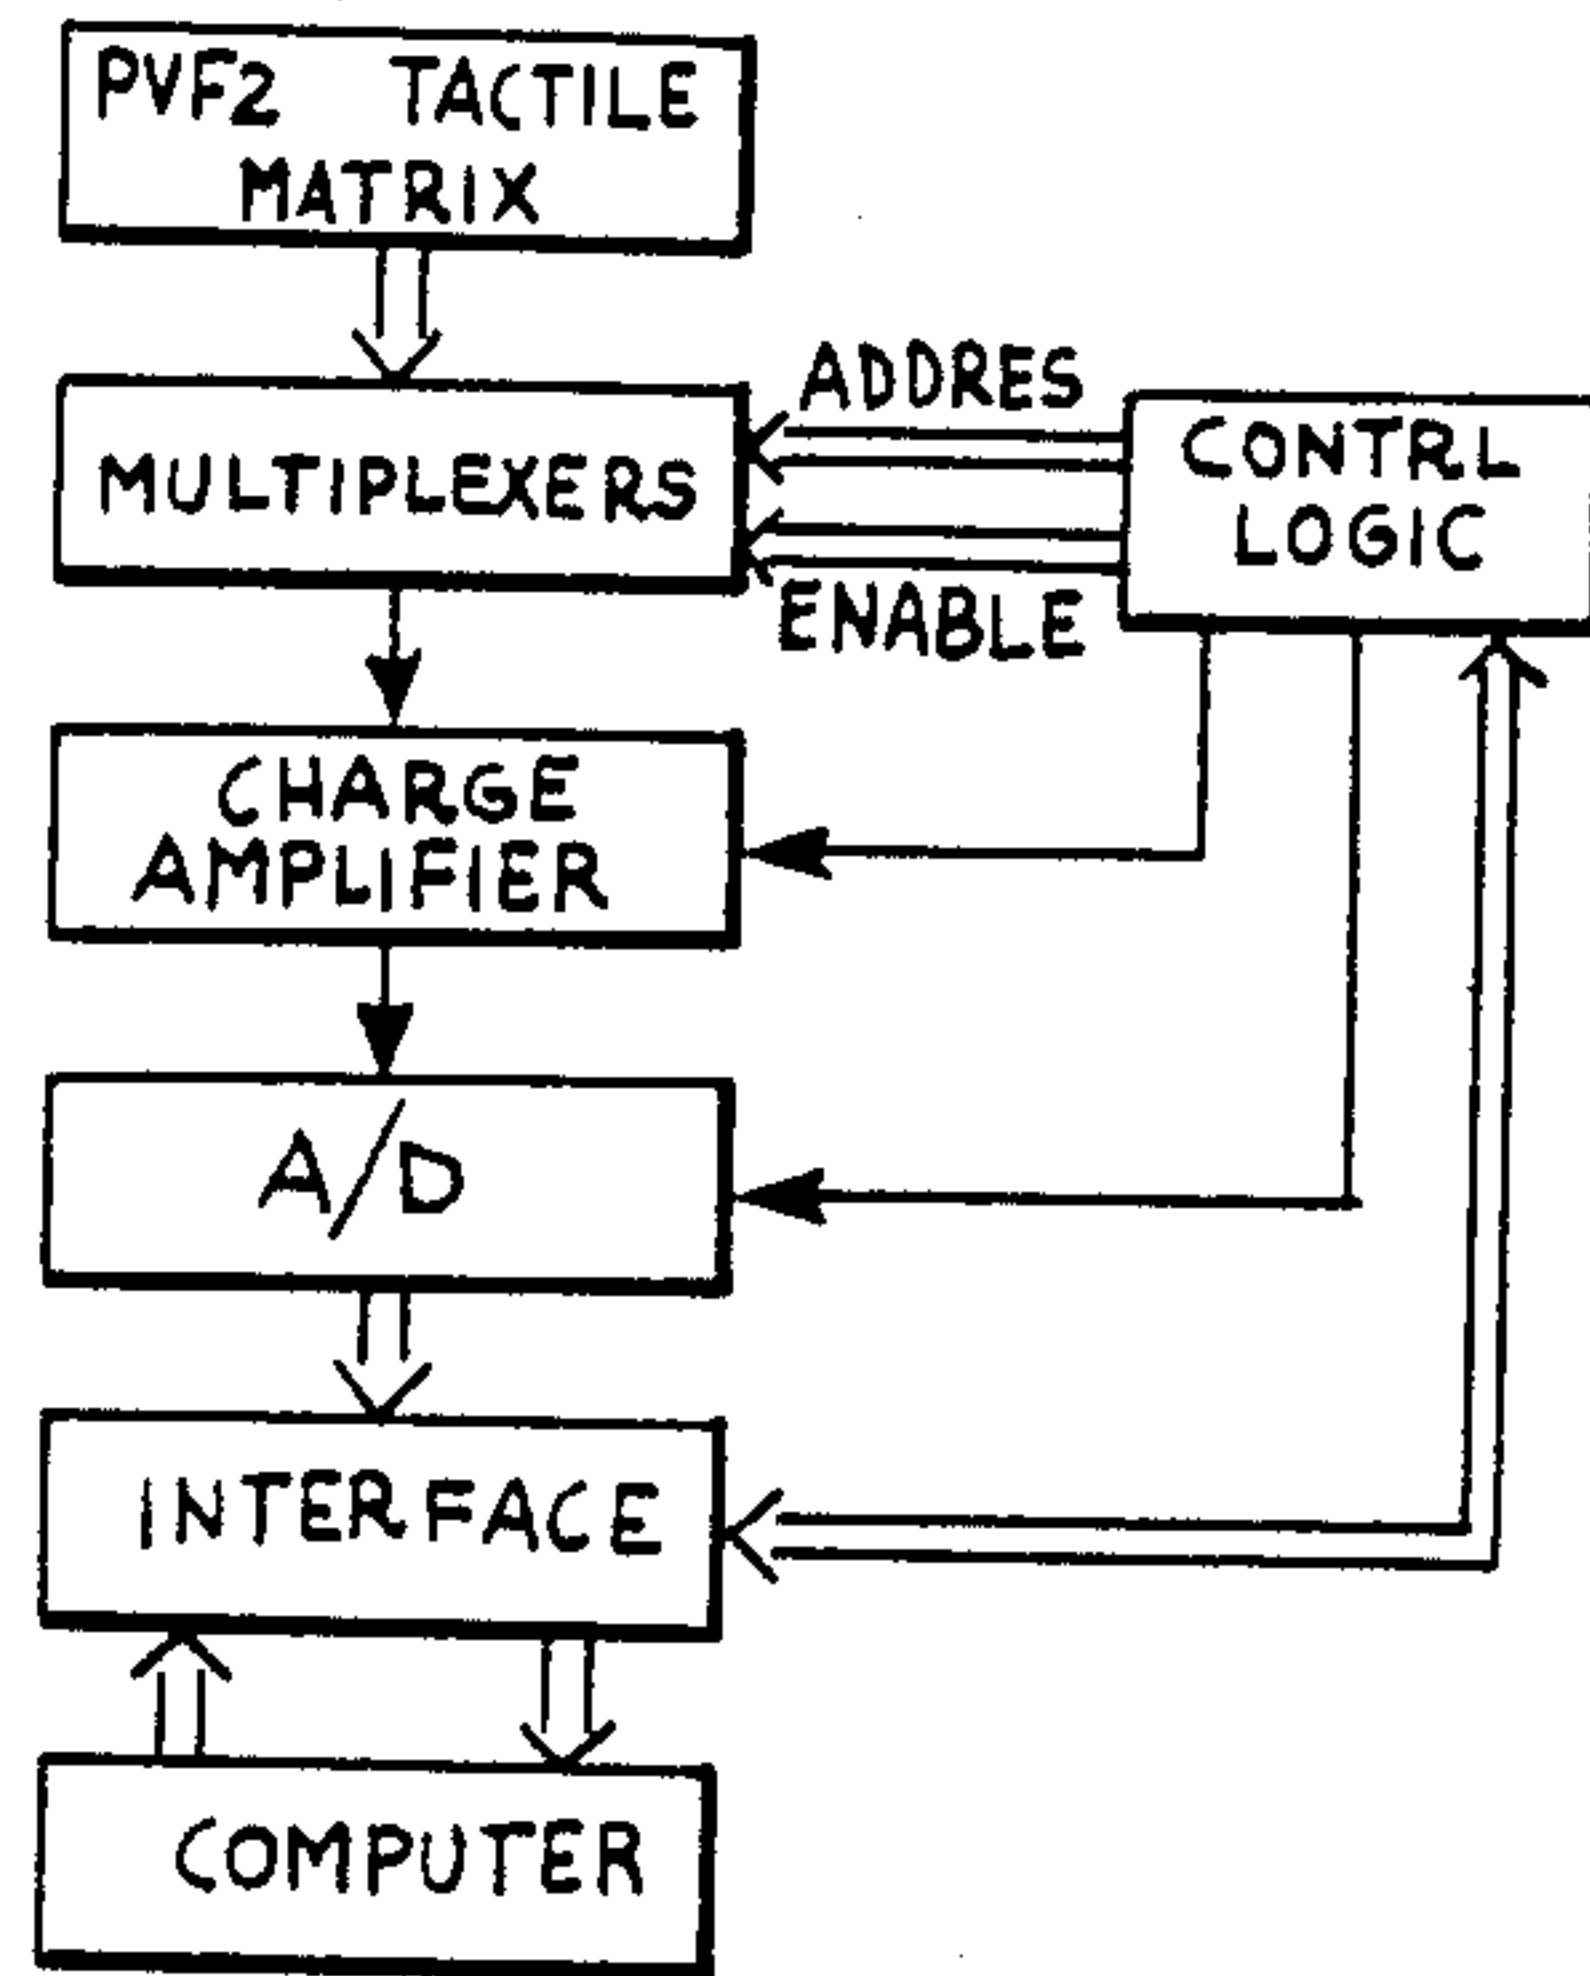 PVF2 TACTILE
MATRIX
ADDRES
MULTIPLEXERS
CONTRL
LOGIC
ENABLE
CHARGE
AMPLIFIER
A/D
INTERFACE
COMPUTER